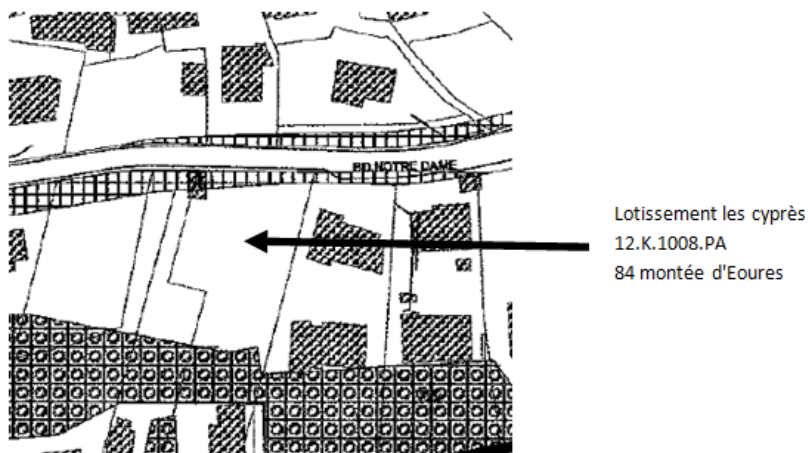 BD NOTRE DAME
Lotissement les cyprès
12.K.1008.PA
84 montée d'Eoures